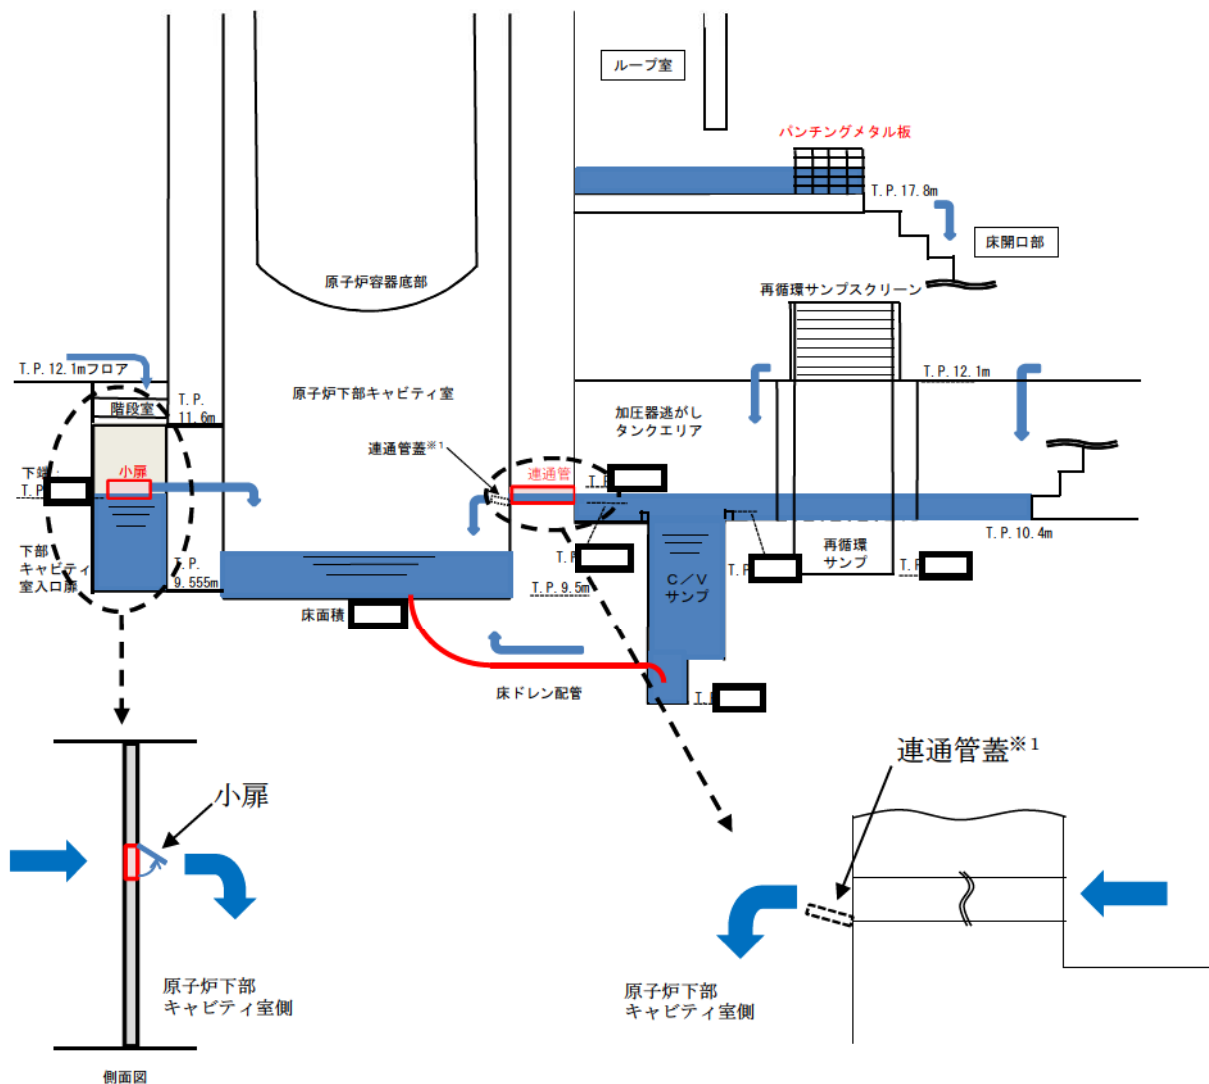 ループ室
パンチングメタル板
T.P.17.8m
床開口部
原子炉容器底部
再循環サンプスクリーン
T.P.12.1mフロア
T.P.12.1m
階段室
T.P.
11.6m
原子炉下部キャビティ室
加圧器逃がし
タンクエリア
連通管蓋※1
連通管
小扉
下端
T.P
T.P
T.P.10.4m
下部
キャビティ
室入口扉
T.P.
9.555m
T.P
T.P.9.5m
C/V
サンプ
T.P
再循環
サンプ
T.P
床面積
床ドレン配管
T.P
小扉
連通管蓋※1
原子炉下部
キャビティ室側
原子炉下部
キャビティ室側
側面図